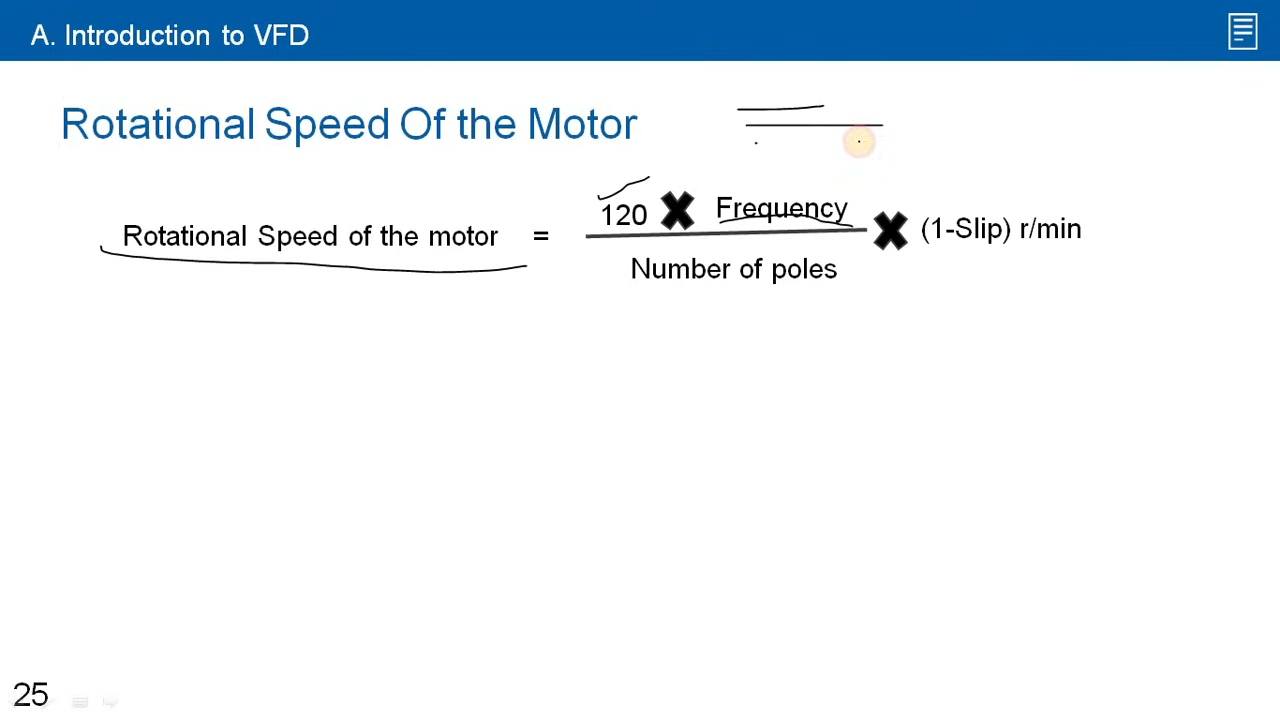 A. Introduction to VFD
Rotational Speed Of the Motor
120 ✖ Frequency
Rotational Speed of the motor = ✖ (1-Slip) r/min
Number of poles
25